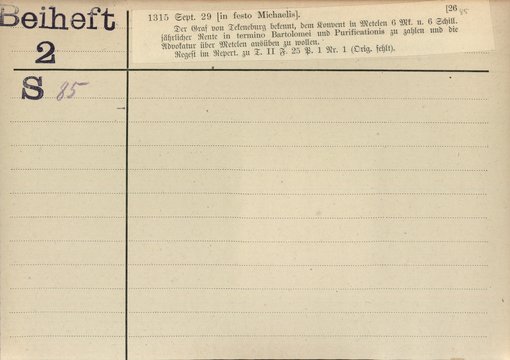 Beiheft
2
S 85
1315 Sept. 29 [in festo Michaelis]. [26
Der Graf von Tekeneburg bekennt, dem Konvent in Metelen 6 Mk. u. 6 Schill.
jährlicher Rente in termino Bartolomei und Purificationis zu zahlen und die
Advokatur über Metelen ausüben zu wollen.
Regest im Repert. zu T. II F. 25 P. 1 Nr. 1 (Orig. fehlt).